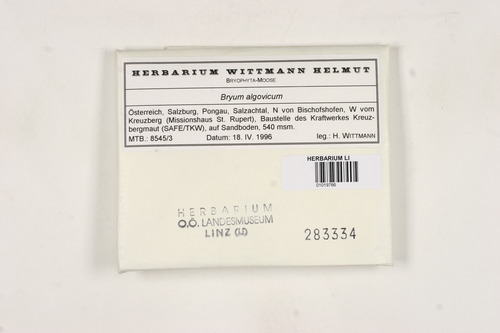 HERBARIUM WITTMANN HELMUT
BRYOPHYTA-MOOSE
Bryum algovicum
Österreich, Salzburg, Pongau, Salzachtal, N von Bischofshofen, W vom
Kreuzberg (Missionshaus St. Rupert), Baustelle des Kraftwerkes Kreuz-
bergmaut (SAFE/TKW), auf Sandboden, 540 msm.
MTB.: 8545/3 Datum: 18. IV. 1996 leg.: H. WITTMANN
HERBARIUM LI
01019766
HERBARIUM
O.Ö. LANDESMUSEUM
LINZ (LI)
283334